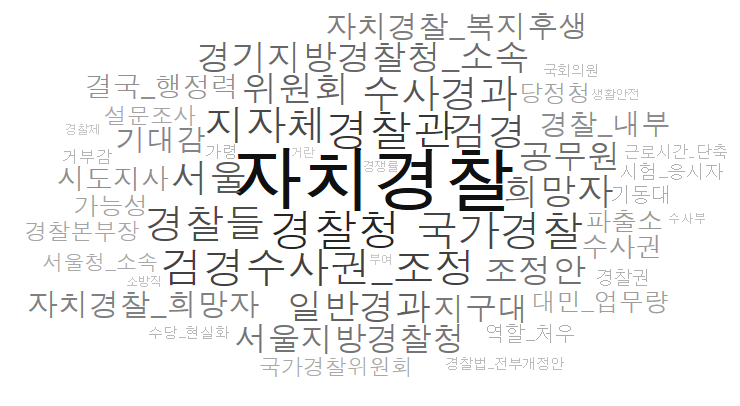 자치경찰_복지후생
경기지방경찰청_소속
국회의원
결국_행정력 위원회 수사경과 당정청 생활안전
설문조사 지자체 경찰관 검경 경찰_내부
경찰제 기대감 가령 거란 공무원 근로시간_단축
거부감 경쟁률
시도지사 서울 자치경찰 희망자 시험_응시자
기동대
가능성 경찰들 경찰청 국가경찰 파출소 수사부
경찰본부장 수사권
서울청_소속 검경수사권_조정 부여 조정안 경찰권
소방직
자치경찰_희망자 일반경과 지구대 대민_업무량
수당_현실화 서울지방경찰청 역할_처우
국가경찰위원회 경찰법_전부개정안